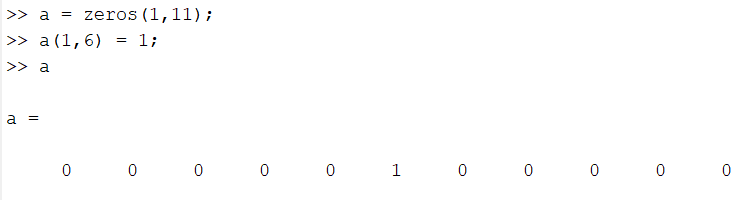 >> a = zeros(1,11);
>> a(1,6) = 1;
>> a
a =
0 0 0 0 0 1 0 0 0 0 0